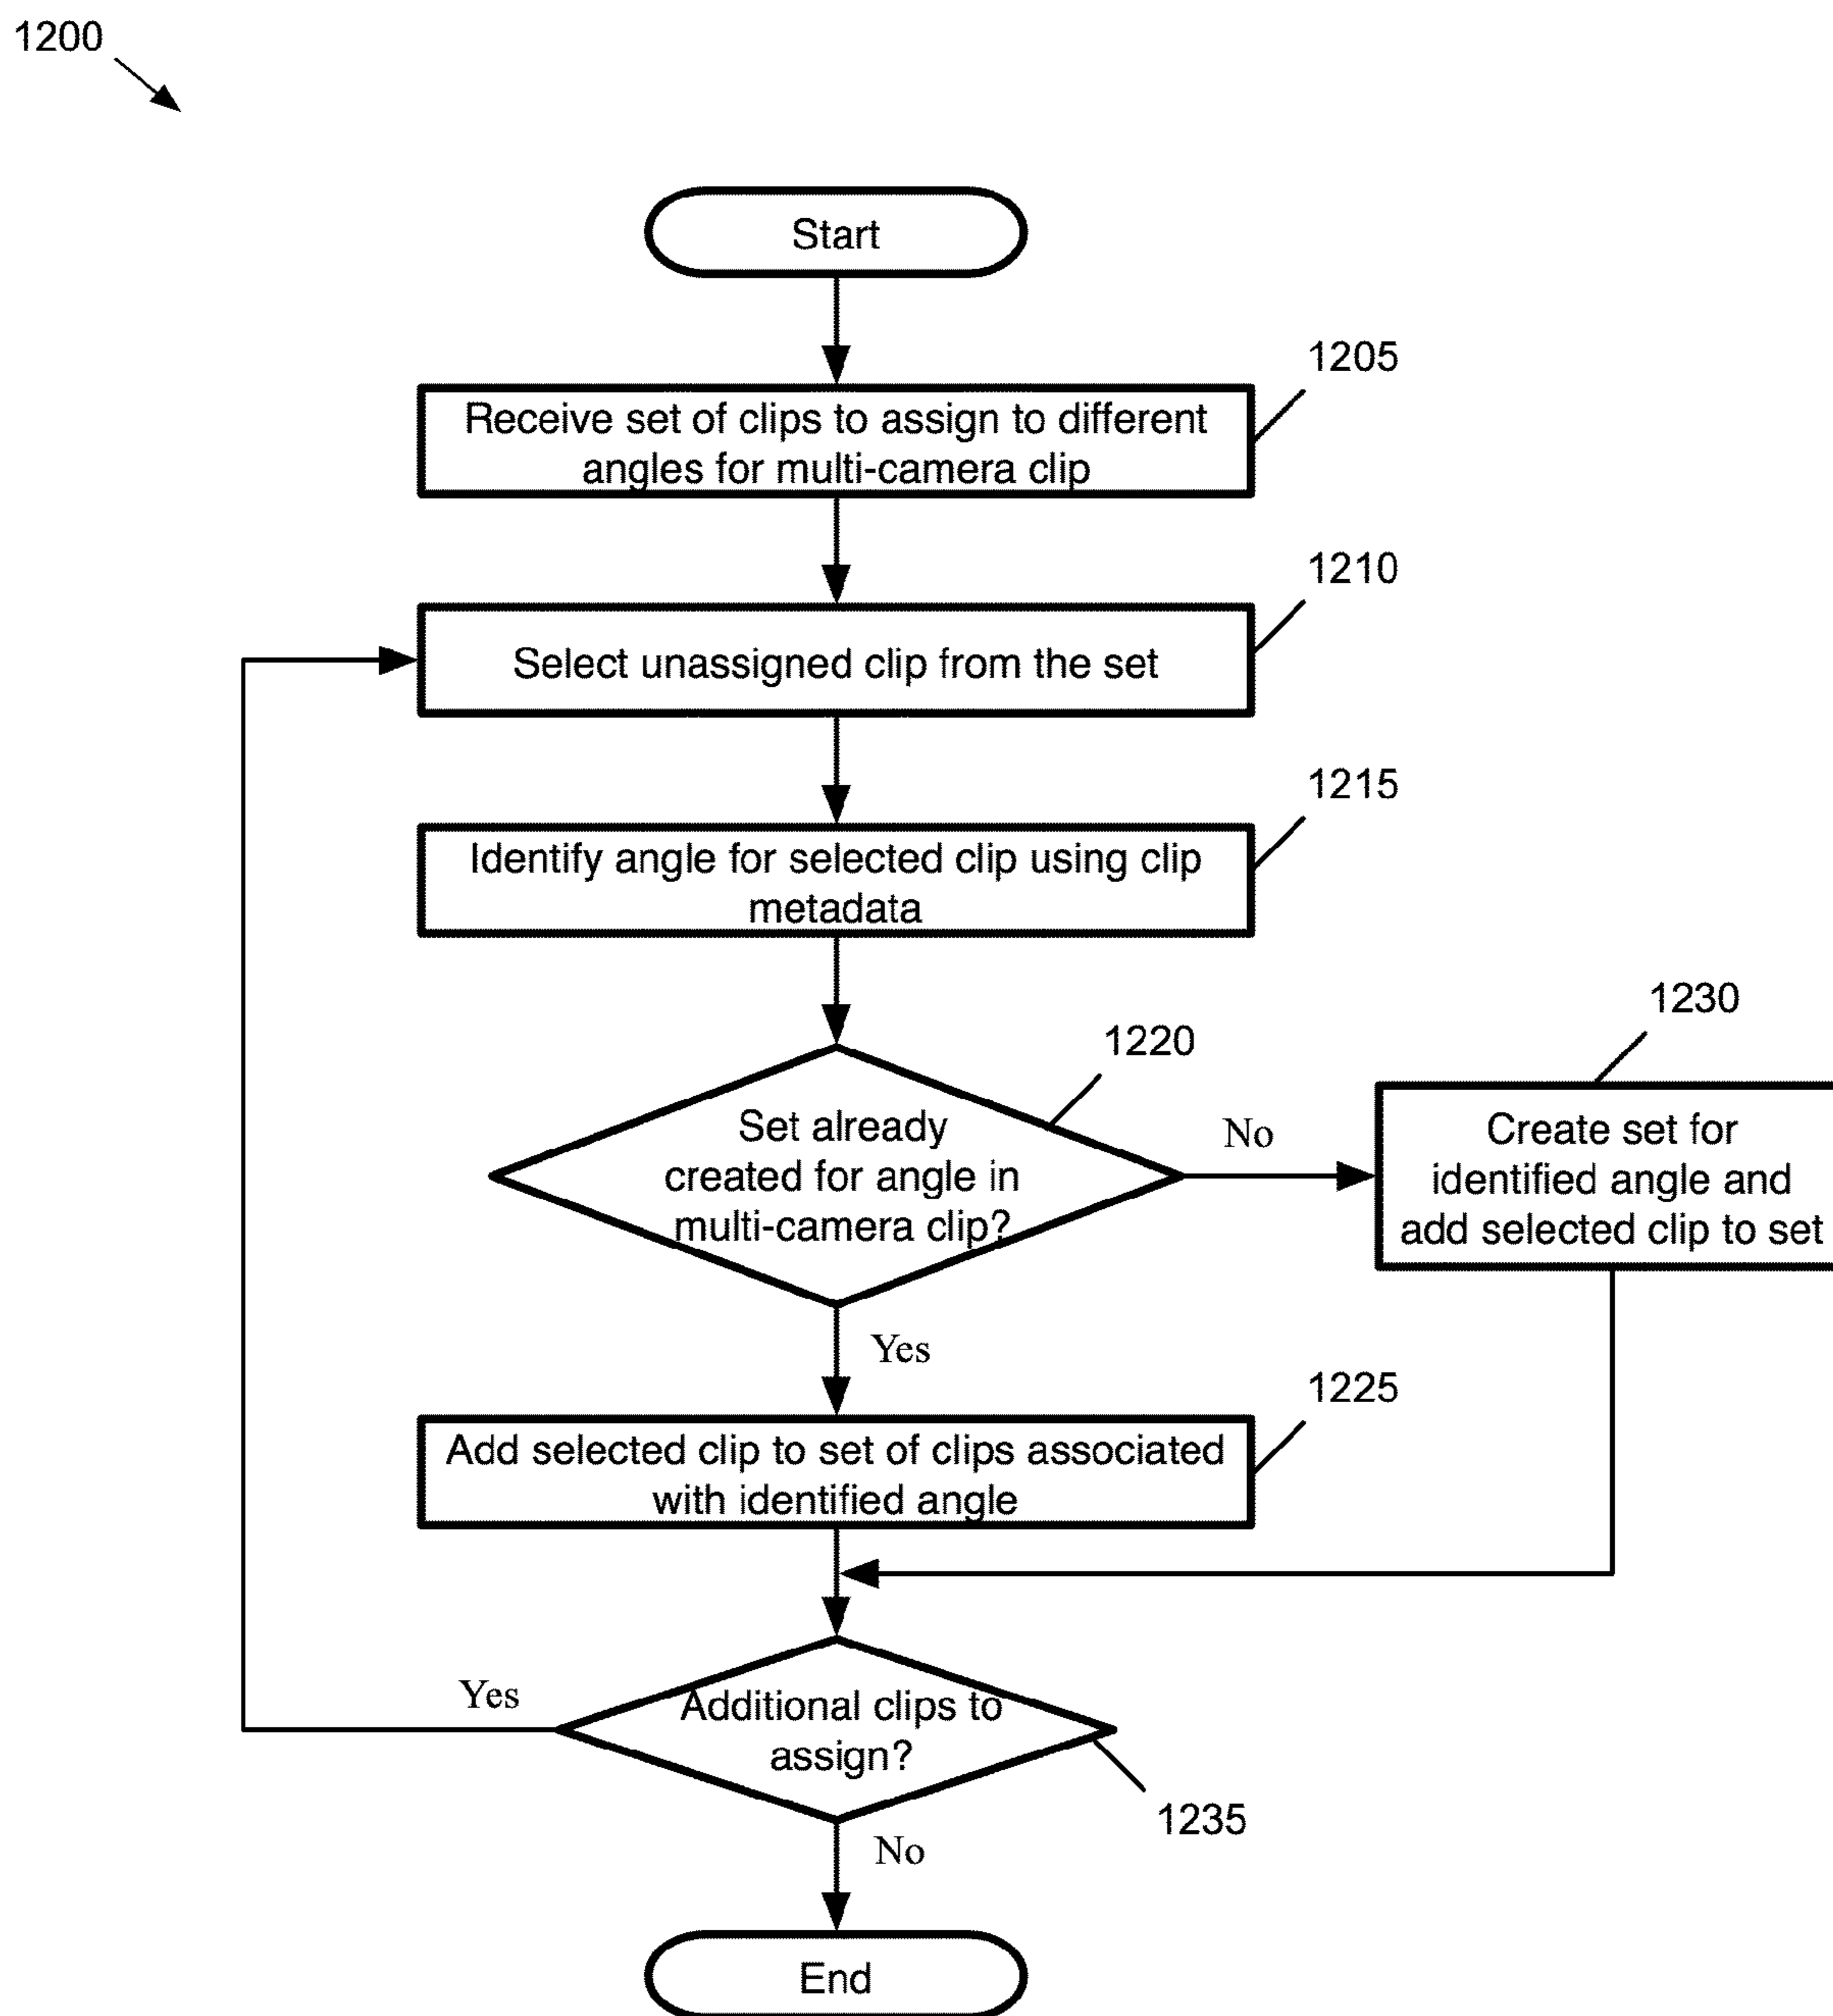 1200
Start
1205
Receive set of clips to assign to different
angles for multi-camera clip
1210
Select unassigned clip from the set
1215
Identify angle for selected clip using clip
metadata
1220
Set already
created for angle in
multi-camera clip?
No
1230
Create set for
identified angle and
add selected clip to set
Yes
1225
Add selected clip to set of clips associated
with identified angle
Yes
Additional clips to
assign?
1235
No
End